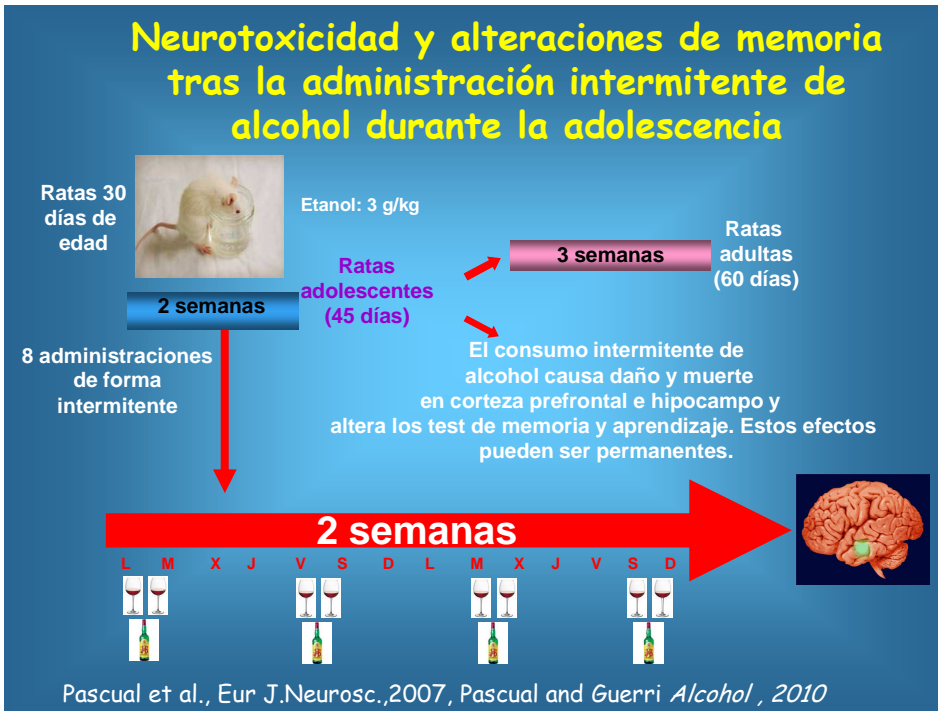 Neurotoxicidad y alteraciones de memoria
tras la administración intermitente de
alcohol durante la adolescencia
Ratas 30
días de
edad
Etanol: 3 g/kg
2 semanas
Ratas
adolescentes
(45 días)
3 semanas
Ratas
adultas
(60 días)
8 administraciones
de forma
intermitente
El consumo intermitente de
alcohol causa daño y muerte
en corteza prefrontal e hipocampo y
altera los test de memoria y aprendizaje. Estos efectos
pueden ser permanentes.
2 semanas
L M X J V S D L M X J V S D
J&B J&B J&B J&B
Pascual et al., Eur J.Neurosc.,2007, Pascual and Guerri Alcohol , 2010